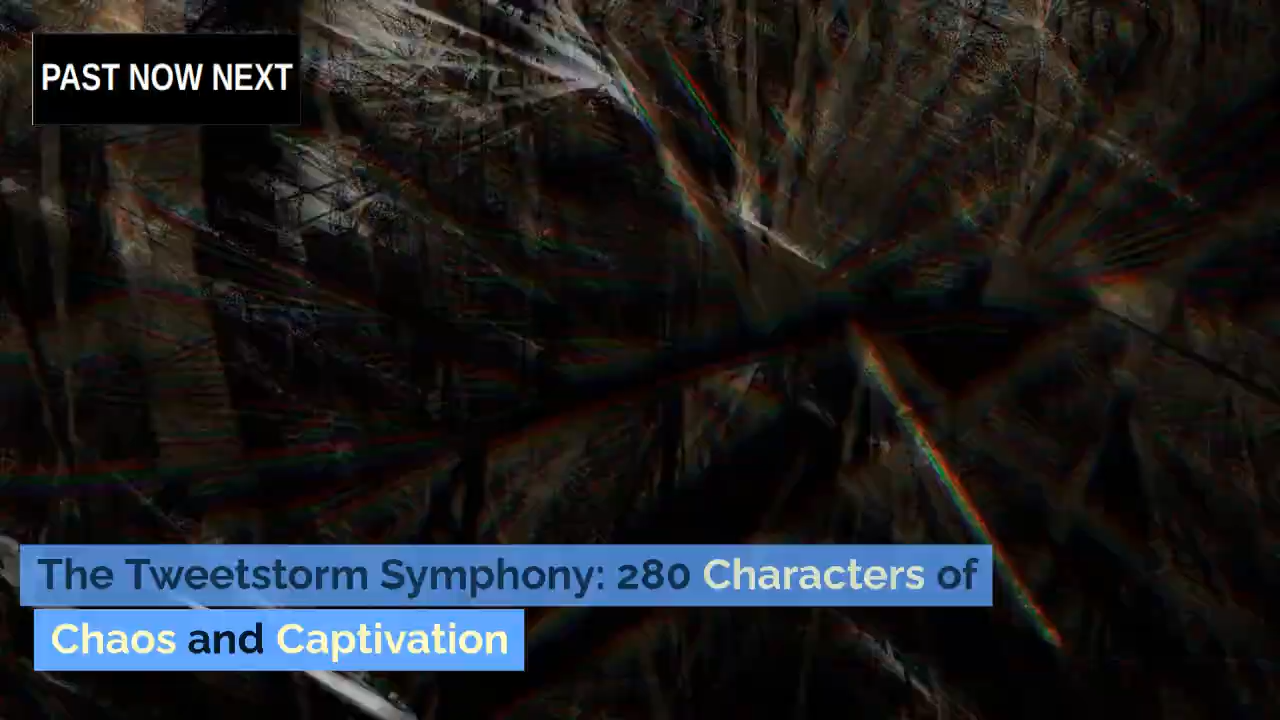 PAST NOW NEXT
The Tweetstorm Symphony: 280 Characters of
Chaos and Captivation